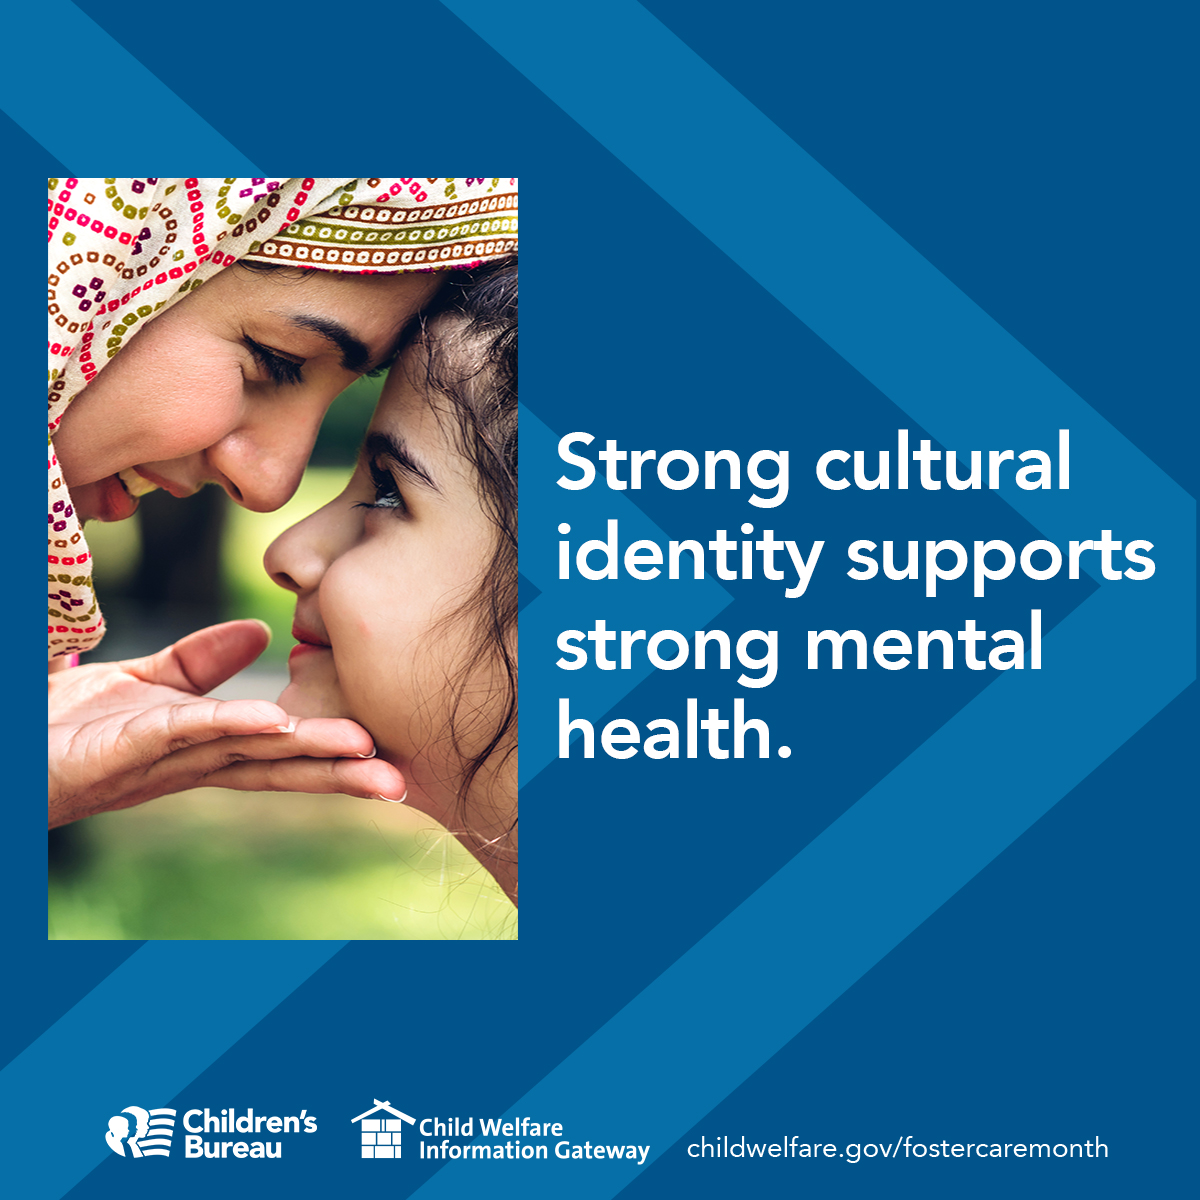 Strong cultural
identity supports
strong mental
health.
Children's
Bureau
Child Welfare
Information Gateway
childwelfare.gov/fostercaremonth